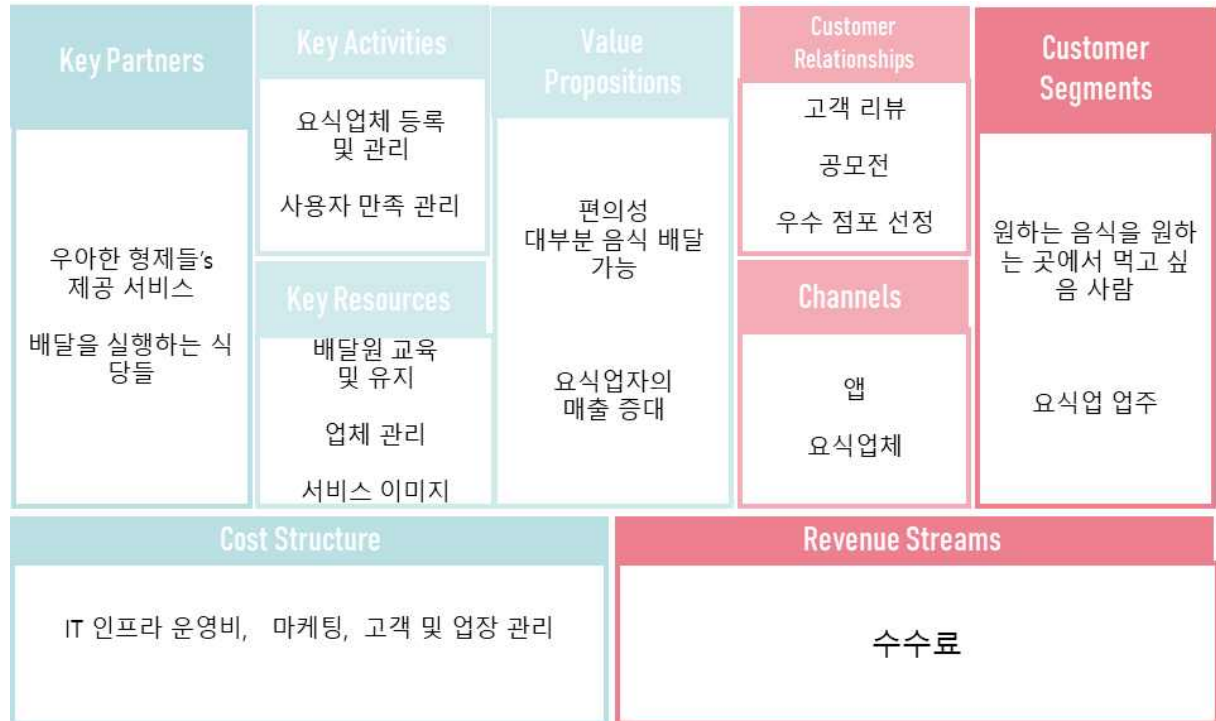 Key Partners
우아한 형제들's
제공 서비스
배달을 실행하는 식
당들
Key Activities
요식업체 등록
및 관리
사용자 만족 관리
Key Resources
배달원 교육
및 유지
업체 관리
서비스 이미지
Value
Propositions
편의성
대부분 음식 배달
가능
요식업자의
매출 증대
Customer
Relationships
고객 리뷰
공모전
우수 점포 선정
Channels
앱
요식업체
Customer
Segments
원하는 음식을 원하
는 곳에서 먹고 싶
음 사람
요식업 업주
Cost Structure
IT 인프라 운영비, 마케팅, 고객 및 업장 관리
Revenue Streams
수수료